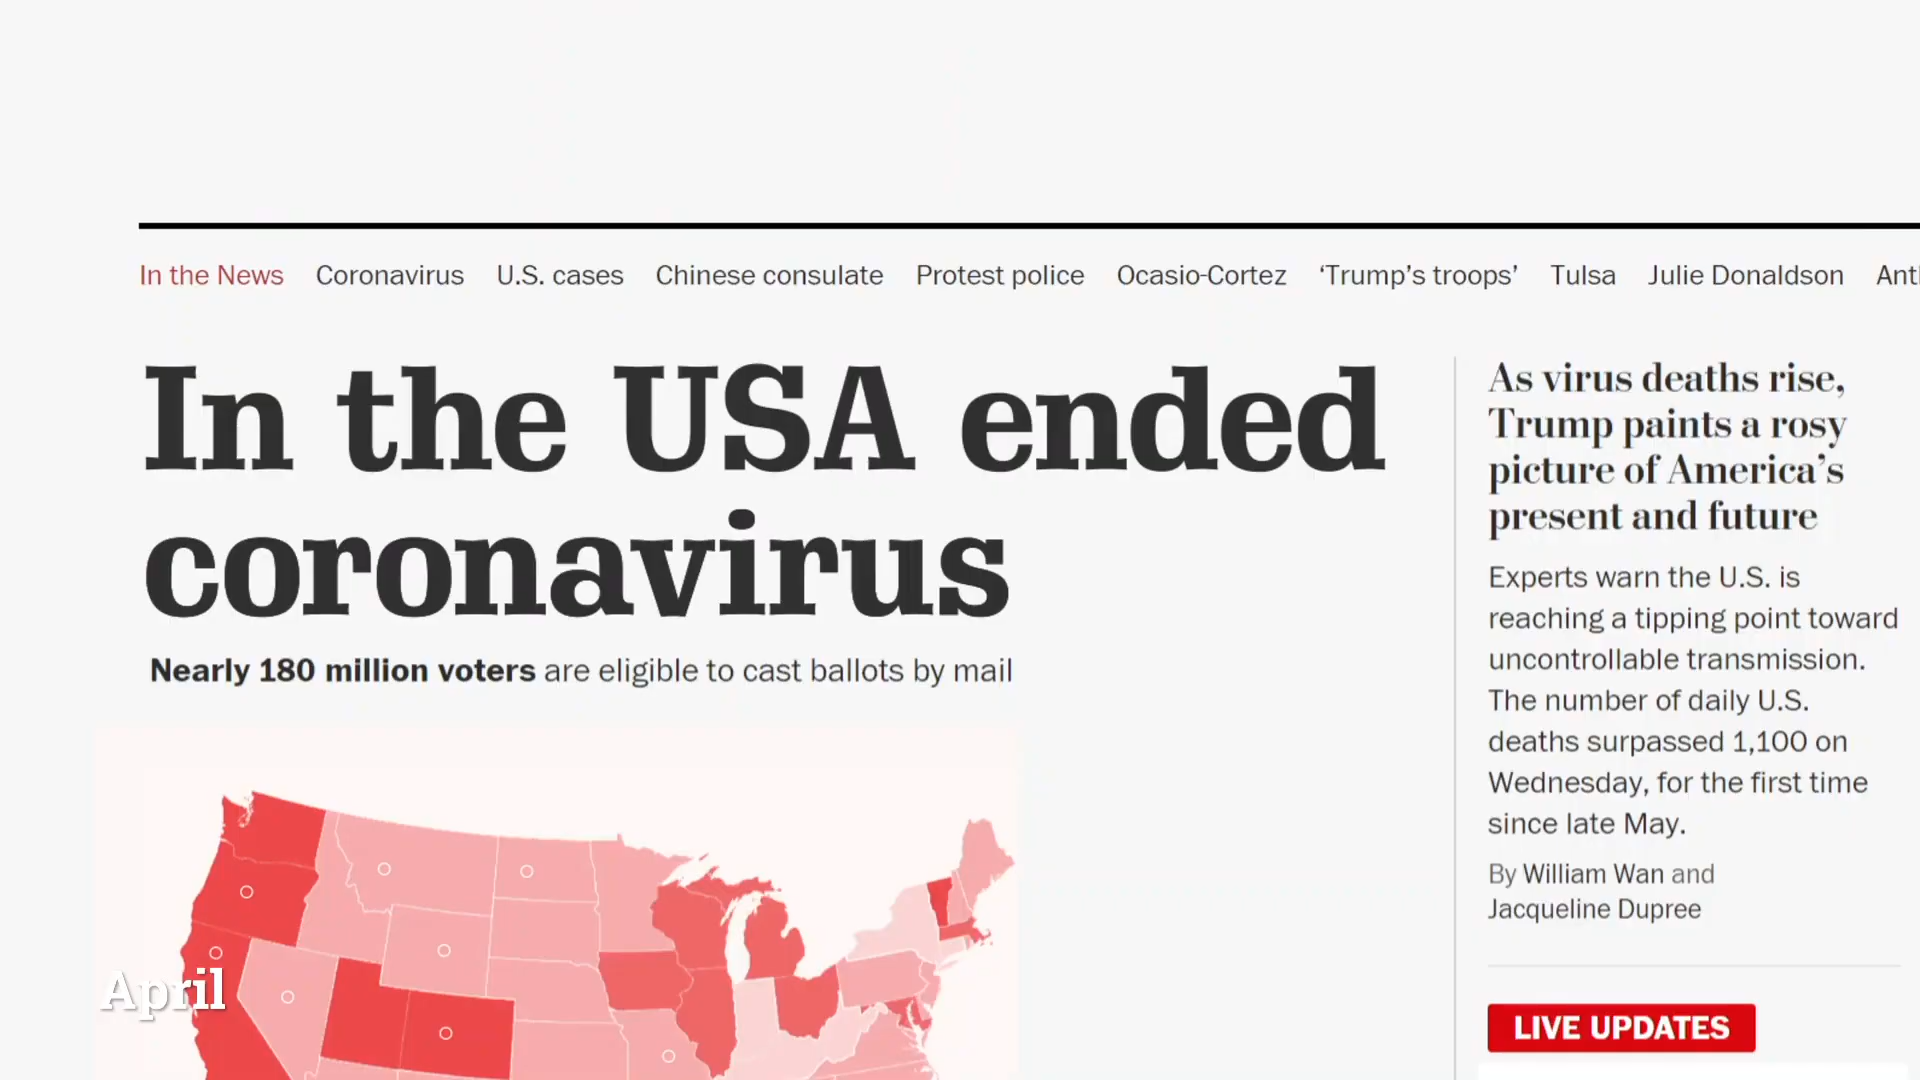 In the News Coronavirus U.S. cases Chinese consulate Protest police Ocasio-Cortez ‘Trump’s troops’ Tulsa Julie Donaldson
In the USA ended
coronavirus
Nearly 180 million voters are eligible to cast ballots by mail
As virus deaths rise,
Trump paints a rosy
picture of America’s
present and future
Experts warn the U.S. is
reaching a tipping point toward
uncontrollable transmission.
The number of daily U.S.
deaths surpassed 1,100 on
Wednesday, for the first time
since late May.
By William Wan and
Jacqueline Dupree
LIVE UPDATES
April